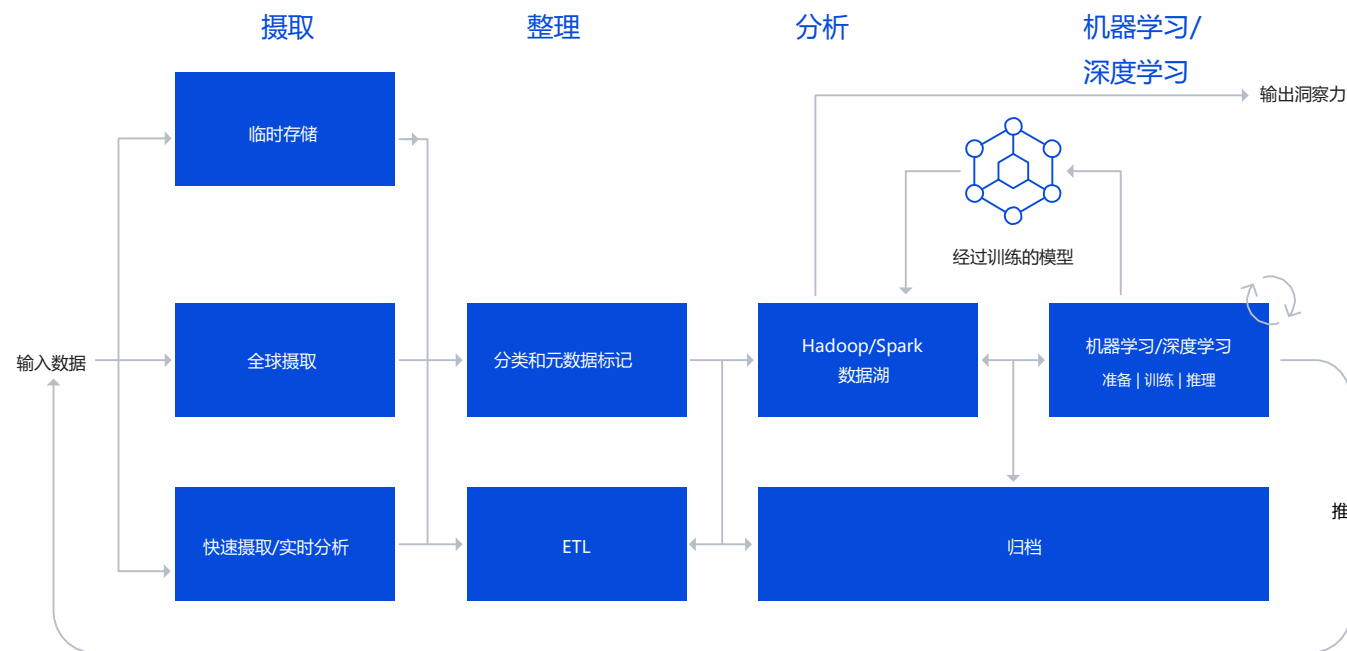 摄取
整理
分析
机器学习/
深度学习
输出洞察力
临时存储
经过训练的模型
输入数据
全球摄取
分类和元数据标记
Hadoop/Spark
数据湖
机器学习/深度学习
准备 | 训练 | 推理
推
快速摄取/实时分析
ETL
归档